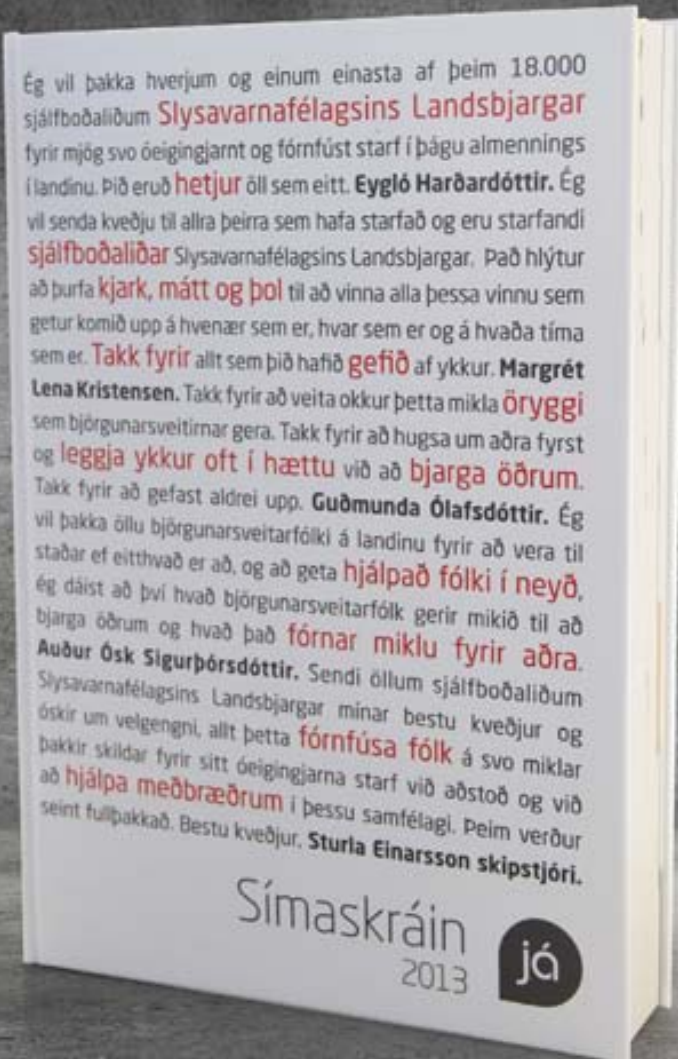 Ég vil þakka hverjum og einum einasta af þeim 18.000
sjálfboðaliðum Slysavarnafélagsins Landsbjargar
fyrir mjög svo óeigingjarnt og fórnfúst starf í þágu almennings
í landinu. Þið eruð hetjur öll sem eitt. Eygló Harðardóttir. Ég
vil senda kveðju til allra þeirra sem hafa starfað og eru starfandi
sjálfboðaliðar Slysavarnafélagsins Landsbjargar. Það hlýtur
að þurfa kjark, mátt og þol til að vinna alla þessa vinnu sem
getur komið upp á hvenær sem er, hvar sem er og á hvaða tíma
sem er. Takk fyrir allt sem þið hafið gefið af ykkur. Margrét
Lena Kristensen. Takk fyrir að veita okkur þetta mikla öryggi
sem björgunarsveitirnar gera. Takk fyrir að hugsa um aðra fyrst
og leggja ykkur oft í hættu við að bjarga öðrum.
Takk fyrir að gefast aldrei upp. Guðmunda Ólafsdóttir. Ég
vil þakka öllu björgunarsveitarfólki á landinu fyrir að vera til
staðar ef eitthvað er að, og að geta hjálpað fólki í neyð,
ég dáist að því hvað björgunarsveitarfólk gerir mikið til að
bjarga öðrum og hvað það fórnar miklu fyrir aðra.
Auður Ósk Sigurþórsdóttir. Sendi öllum sjálfboðaliðum
Slysavarnafélagsins Landsbjargar mínar bestu kveðjur og
óskir um velgengni, allt þetta fórnfúsa fólk á svo miklar
þakkir skildar fyrir sitt óeigingjarna starf við aðstoð og við
að hjálpa meðbræðrum í þessu samfélagi. Þeim verður
seint fullþakkað. Bestu kveðjur, Sturla Einarsson skipstjóri.
Símaskráin
2013
já